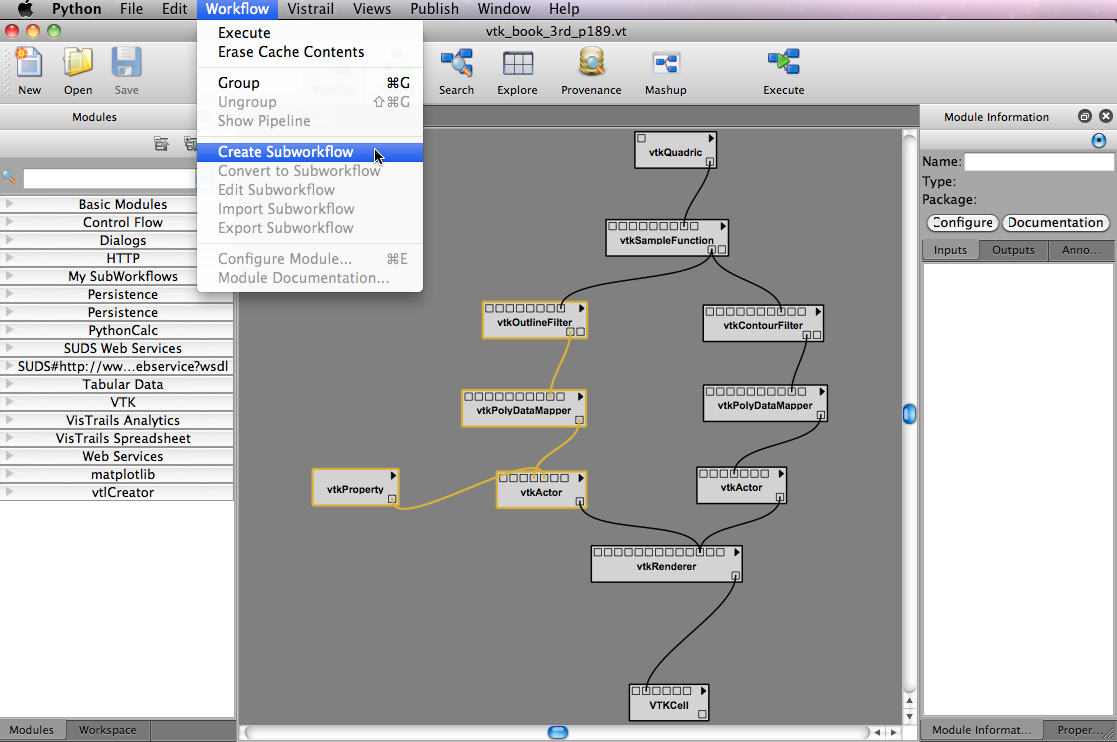 Python File Edit Workflow Vistrail Views Publish Window Help
vtk_book_3rd_p189.vt
New Open Save Search Explore Provenance Mashup Execute
Execute
Erase Cache Contents
Group ⌘G
Ungroup ⇧⌘G
Show Pipeline
Create Subworkflow
Convert to Subworkflow
Edit Subworkflow
Import Subworkflow
Export Subworkflow
Configure Module... ⌘E
Module Documentation...
Modules
Basic Modules
Control Flow
Dialogs
HTTP
My SubWorkflows
Persistence
Persistence
PythonCalc
SUDS Web Services
SUDS#http://ww...ebservice?wsdl
Tabular Data
VTK
VisTrails Analytics
VisTrails Spreadsheet
Web Services
matplotlib
vtlCreator
Modules Workspace
vtkQuadric
vtkSampleFunction
vtkOutlineFilter
vtkContourFilter
vtkPolyDataMapper
vtkPolyDataMapper
vtkProperty
vtkActor
vtkActor
vtkRenderer
VTKCell
Module Information
Name:
Type:
Package:
Configure Documentation
Inputs Outputs Anno...
Module Informat... Proper...